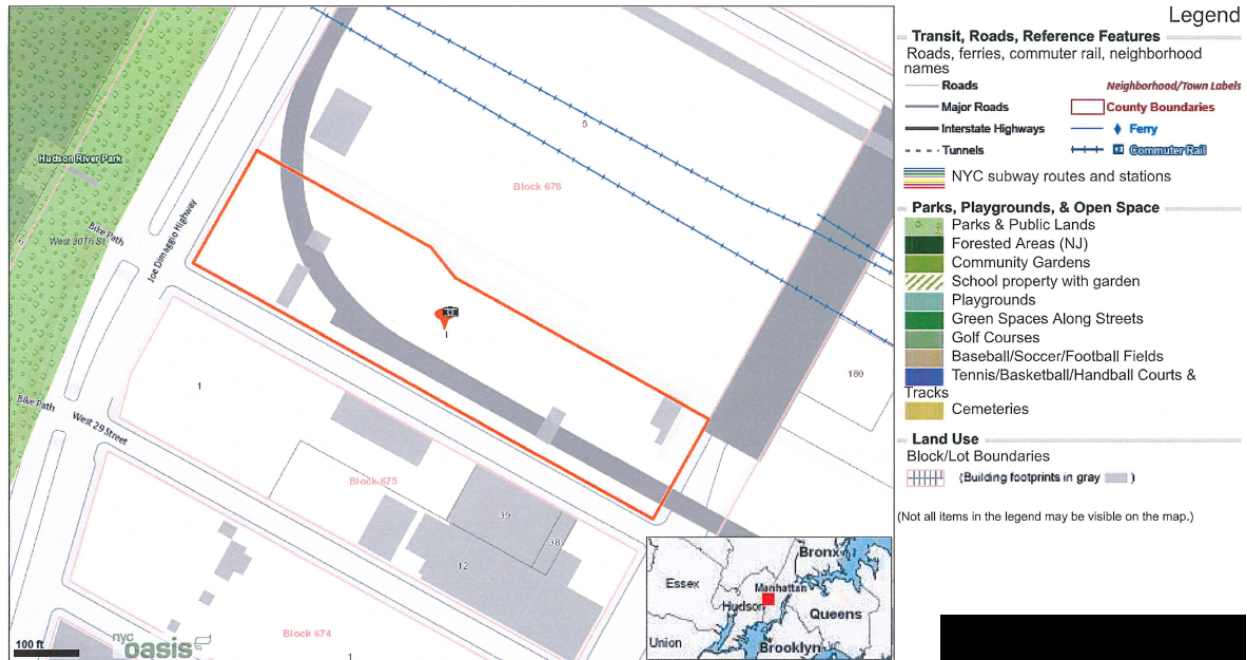 Legend
Transit, Roads, Reference Features
Roads, ferries, commuter rail, neighborhood
names
Roads
Neighborhood/Town Labels
Major Roads
County Boundaries
Interstate Highways
Ferry
Tunnels
Commuter Rail
NYC subway routes and stations
Parks, Playgrounds, & Open Space
Parks & Public Lands
Forested Areas (NJ)
Community Gardens
School property with garden
Playgrounds
Green Spaces Along Streets
Golf Courses
Baseball/Soccer/Football Fields
Tennis/Basketball/Handball Courts &
Tracks
Cemeteries
Land Use
Block/Lot Boundaries
(Building footprints in gray )
(Not all items in the legend may be visible on the map.)
5
Hudson River Park
Block 676
Joe Dimaggio Highway
Bike Path
6
West 30Th St
1
180
1
Bike Path
West 29 Street
Block 675
39
38
12
Block 674
1
100 ft
nyc
oasis
Bronx
Essex
Manhattan
Hudson
Queens
Union
Brooklyn